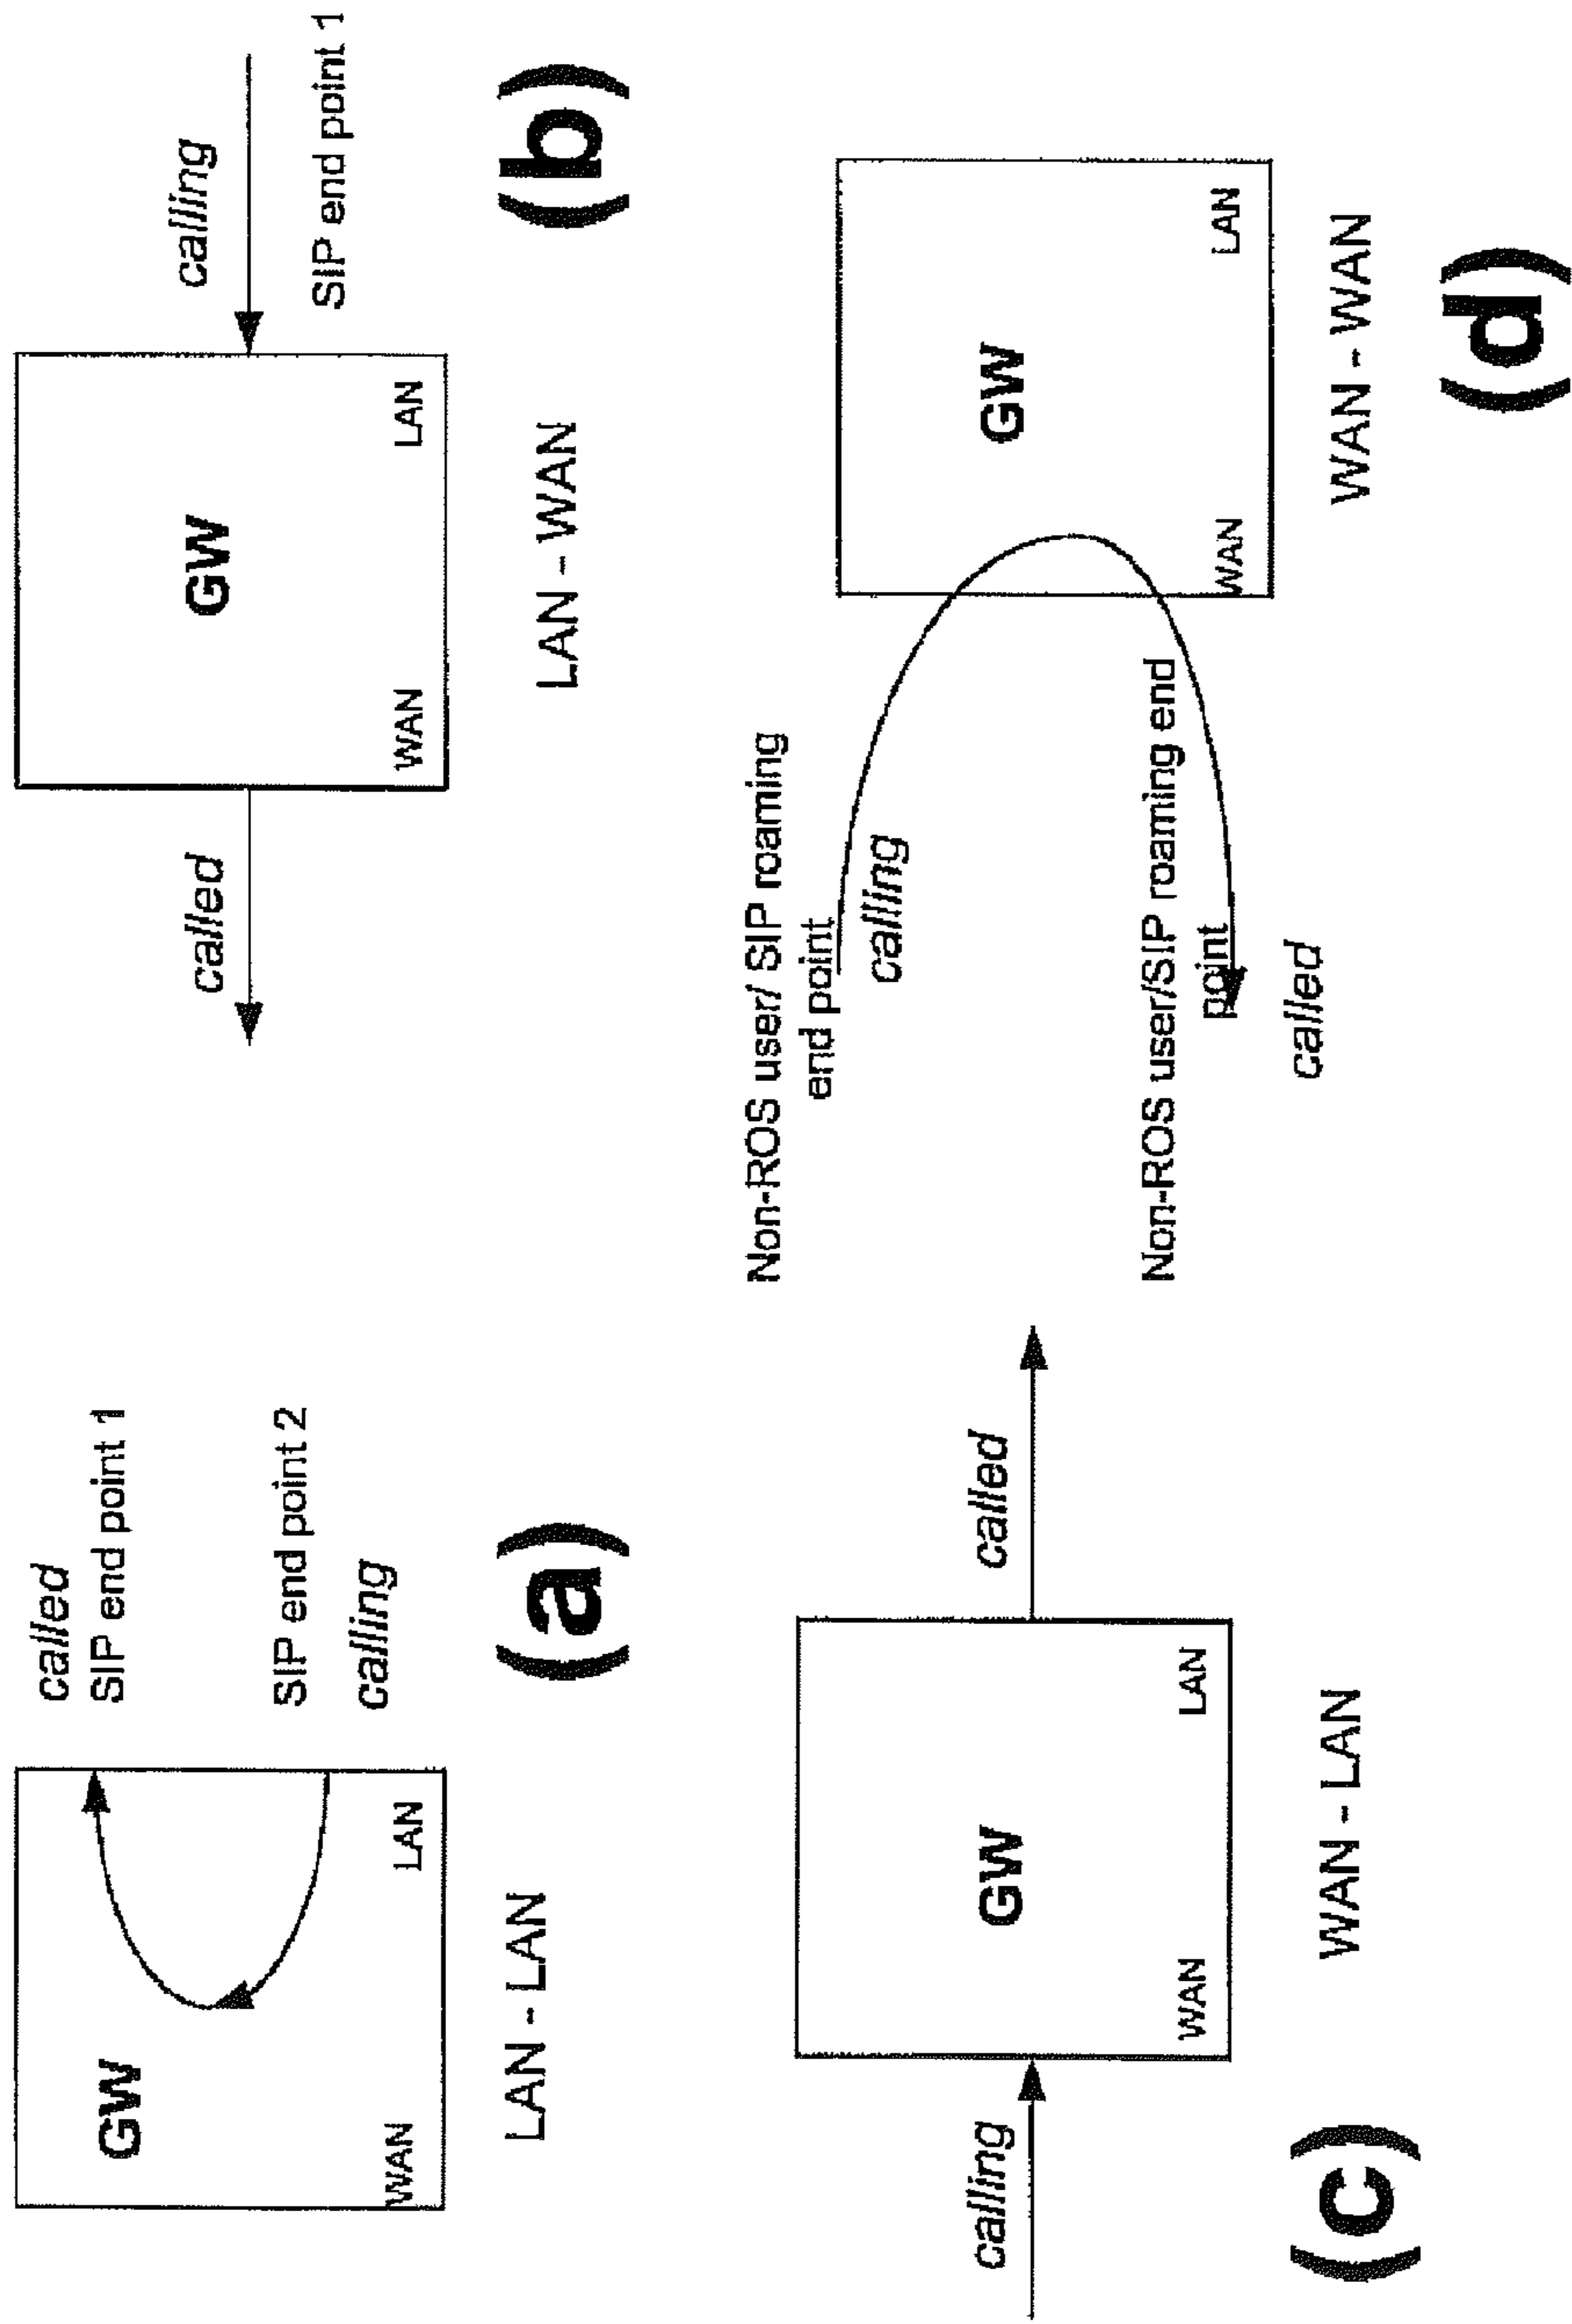 called
SIP end point 1
GW
SIP end point 2
calling
WAN
LAN
LAN - LAN
(a)
calling
called
GW
SIP end point 1
WAN
LAN
LAN - WAN
(b)
calling
GW
called
WAN
LAN
WAN - LAN
(c)
Non-ROS user/ SIP roaming
end point
calling
GW
Non-ROS user/SIP roaming end
point
WAN
LAN
called
WAN - WAN
(d)